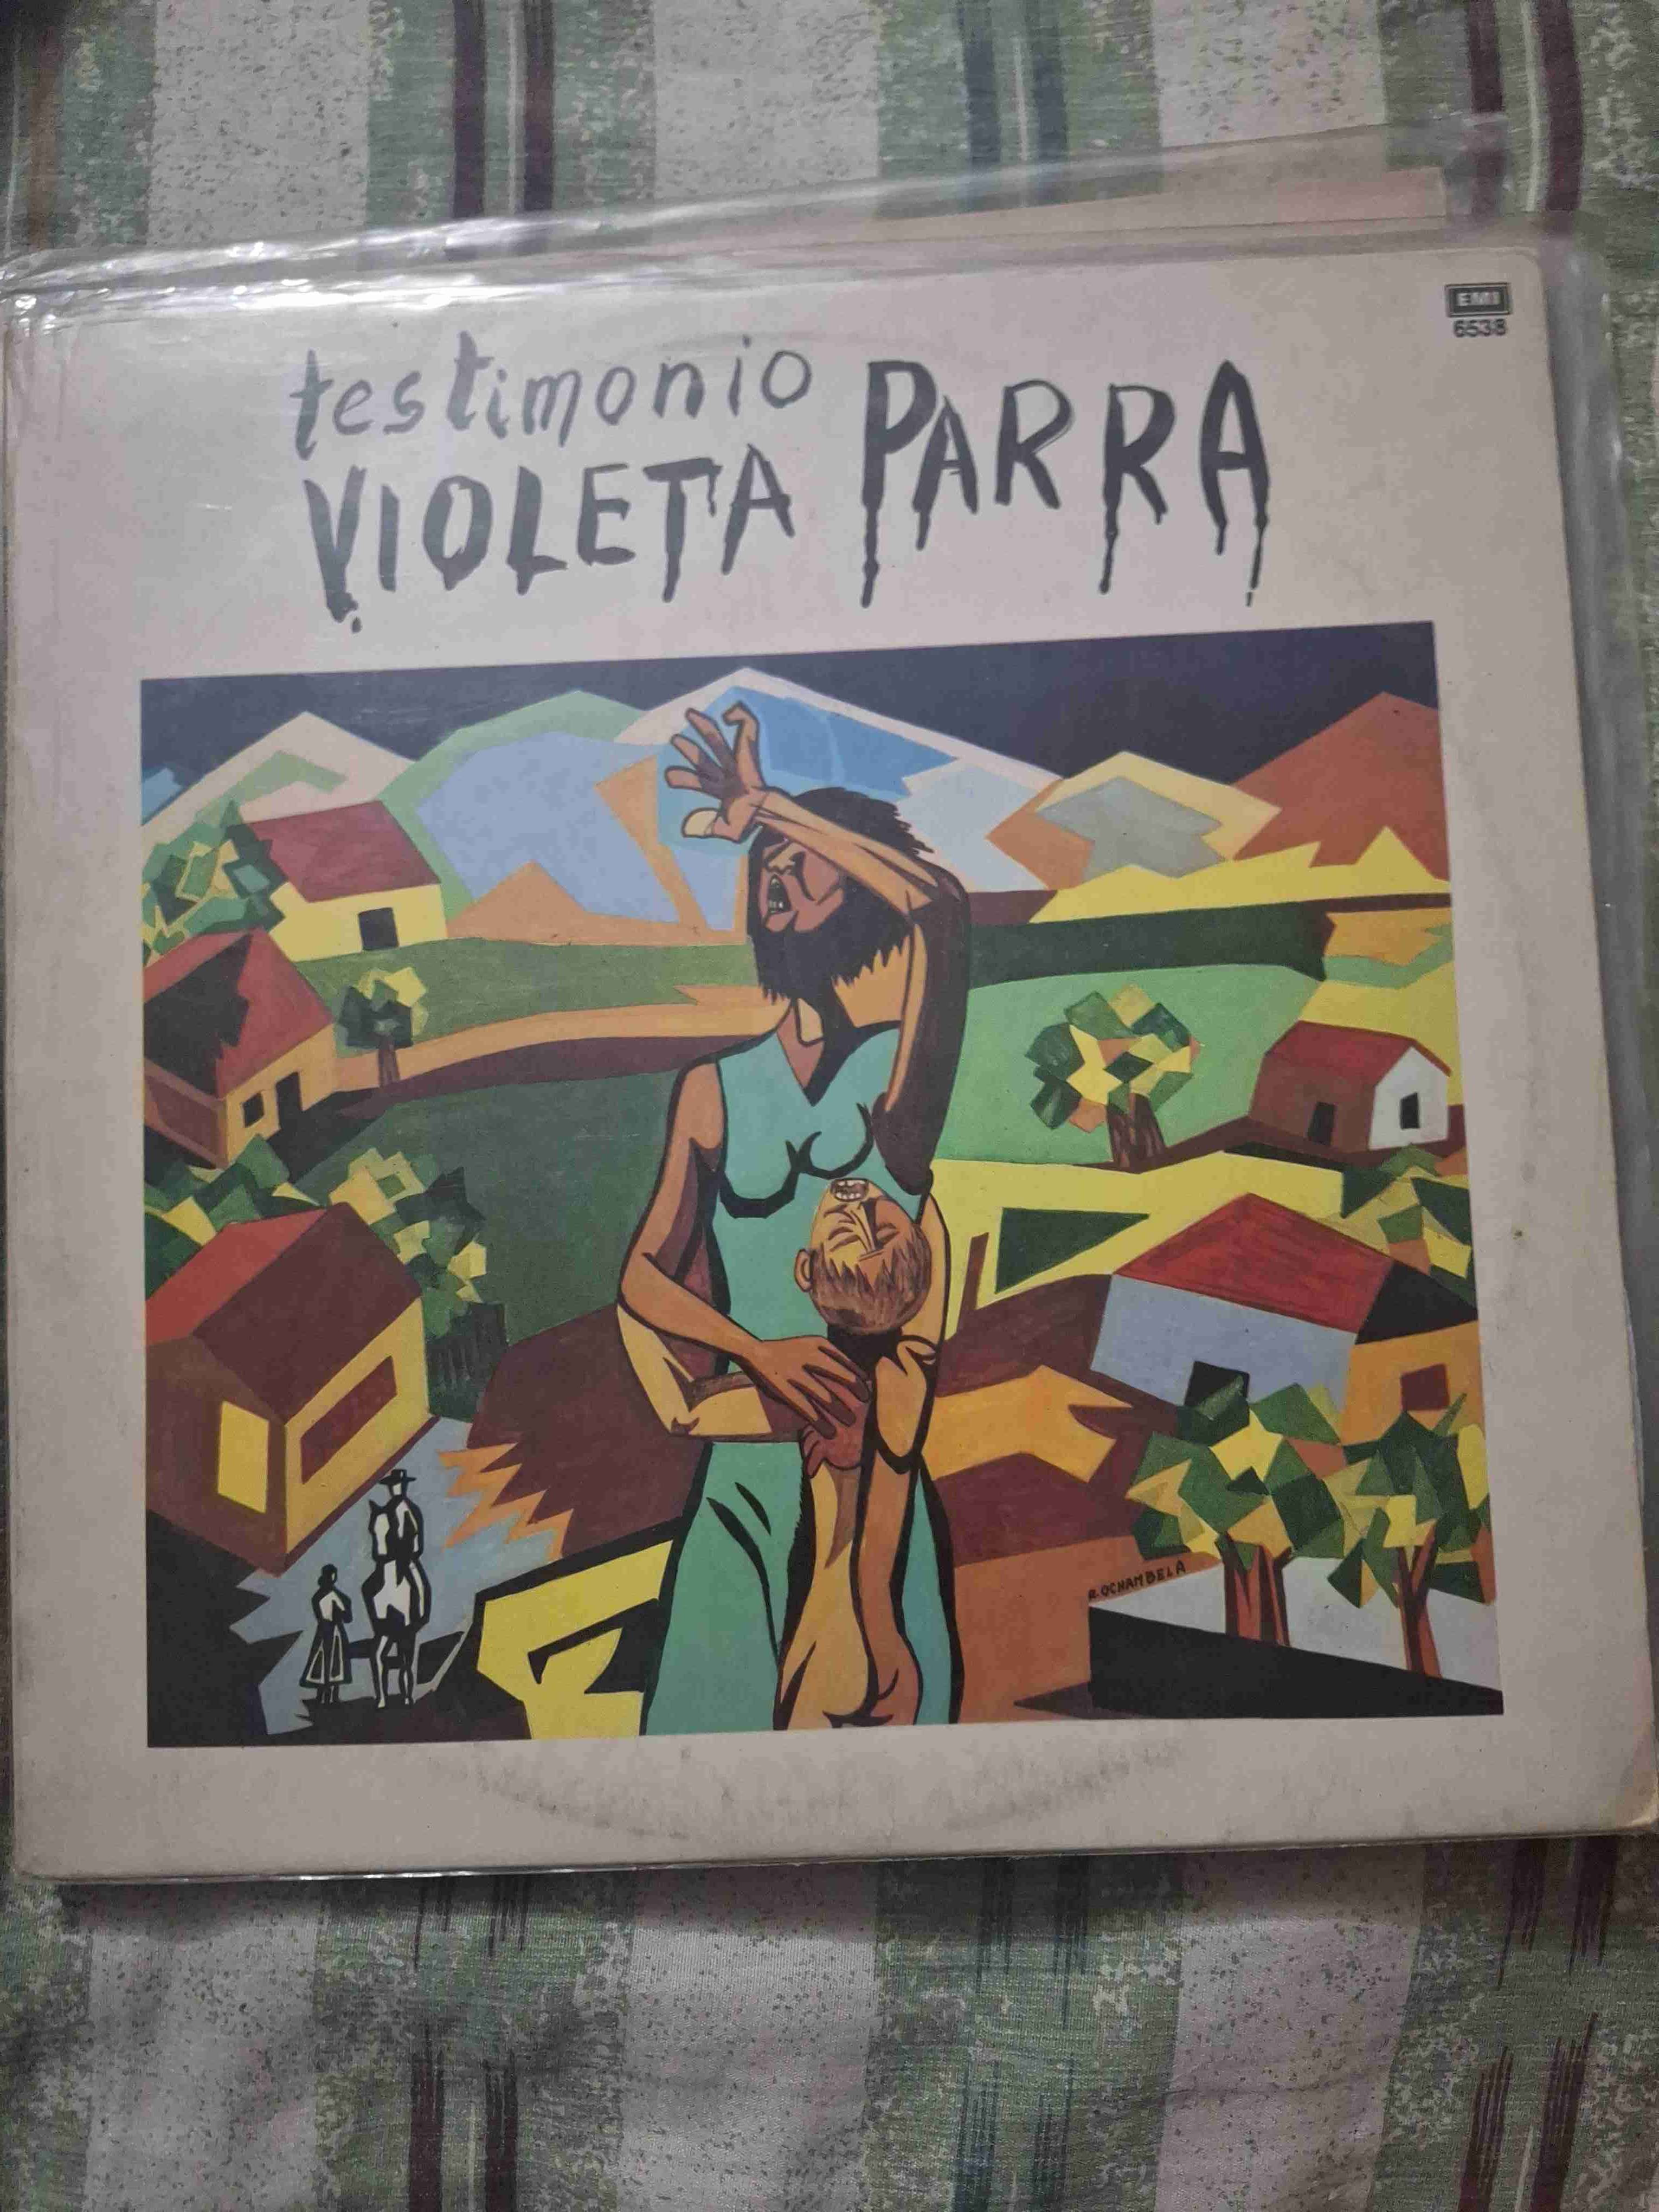 EMI
6538
testimonio
VIOLETA PARRA
R. OCHAMBELA